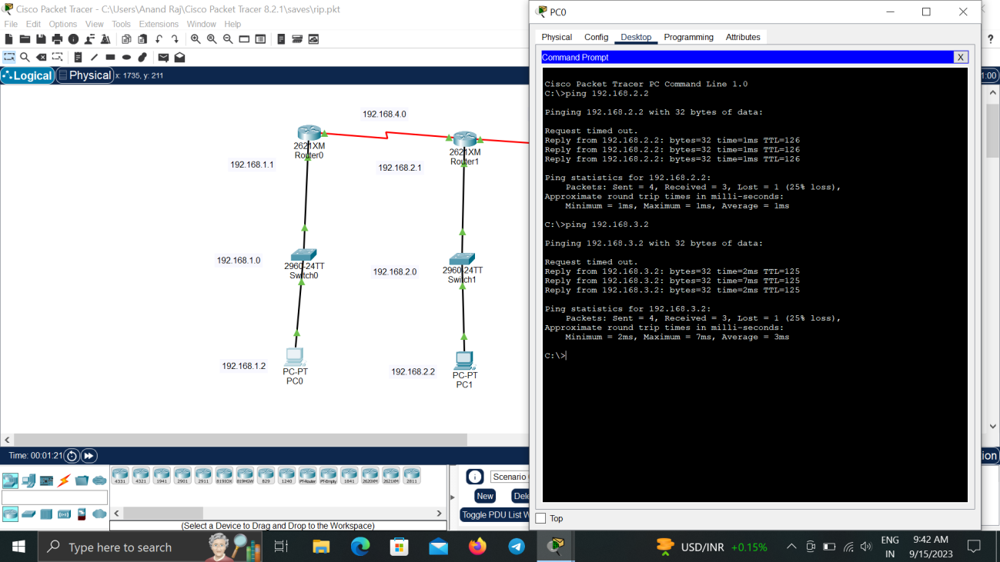 Cisco Packet Tracer - C:\Users\Anand Raj\Cisco Packet Tracer 8.2.1\saves\rip.pkt
File Edit Options View Tools Extensions Window Help
?
Logical Physical x: 1735, y: 211
1:00
192.168.4.0
2621XM
Router0
2621XM
Router1
192.168.1.1
192.168.2.1
192.168.1.0
2960-24TT
Switch0
192.168.2.0
2960-24TT
Switch1
192.168.1.2
PC-PT
PC0
192.168.2.2
PC-PT
PC1
PC0
Physical Config Desktop Programming Attributes
Command Prompt
X
Cisco Packet Tracer PC Command Line 1.0
C:\>ping 192.168.2.2
Pinging 192.168.2.2 with 32 bytes of data:
Request timed out.
Reply from 192.168.2.2: bytes=32 time=1ms TTL=126
Reply from 192.168.2.2: bytes=32 time=1ms TTL=126
Reply from 192.168.2.2: bytes=32 time=1ms TTL=126
Ping statistics for 192.168.2.2:
Packets: Sent = 4, Received = 3, Lost = 1 (25% loss),
Approximate round trip times in milli-seconds:
Minimum = 1ms, Maximum = 1ms, Average = 1ms
C:\>ping 192.168.3.2
Pinging 192.168.3.2 with 32 bytes of data:
Request timed out.
Reply from 192.168.3.2: bytes=32 time=2ms TTL=125
Reply from 192.168.3.2: bytes=32 time=7ms TTL=125
Reply from 192.168.3.2: bytes=32 time=2ms TTL=125
Ping statistics for 192.168.3.2:
Packets: Sent = 4, Received = 3, Lost = 1 (25% loss),
Approximate round trip times in milli-seconds:
Minimum = 2ms, Maximum = 7ms, Average = 3ms
C:\>
Top
Time: 00:01:21
ion
4331 4321 1941 2901 2911 819IOX 819HGW 829 1240 PT-Router PT-Empty 1841 2620XM 2621XM 2811
(Select a Device to Drag and Drop to the Workspace)
Scenario
New Dele
Toggle PDU List W
Type here to search
USD/INR +0.15%
ENG
IN
9:42 AM
9/15/2023